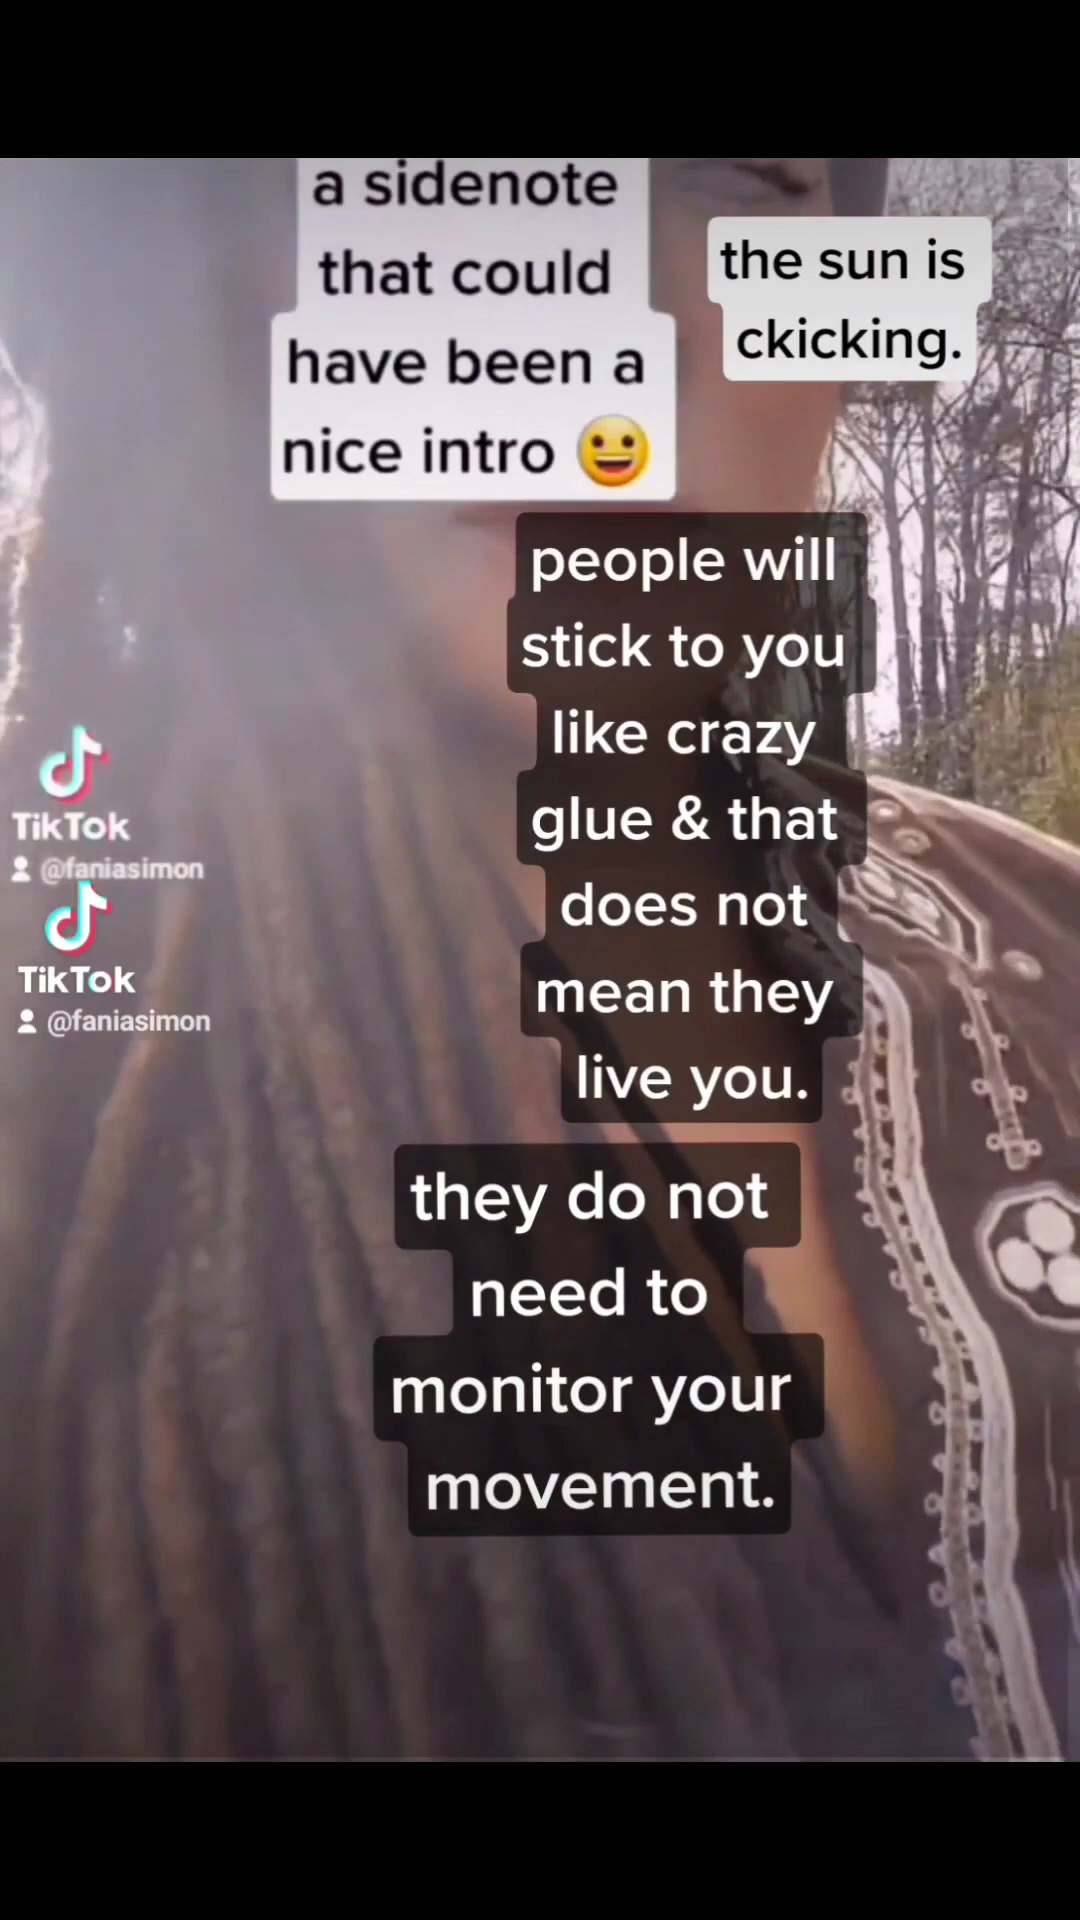 a sidenote
that could
have been a
nice intro 😀
the sun is
ckicking.
people will
stick to you
like crazy
glue & that
does not
mean they
live you.
they do not
need to
monitor your
movement.
TikTok
@faniasimon
TikTok
@faniasimon